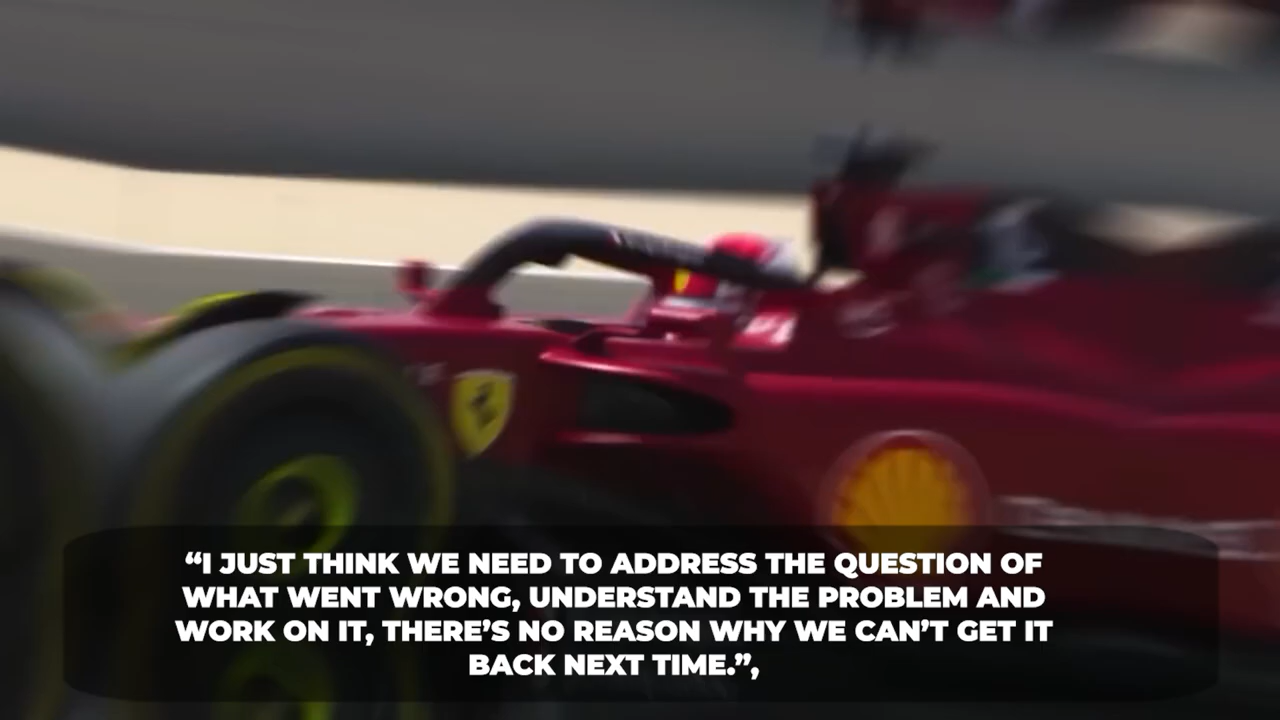 “I JUST THINK WE NEED TO ADDRESS THE QUESTION OF
WHAT WENT WRONG, UNDERSTAND THE PROBLEM AND
WORK ON IT, THERE’S NO REASON WHY WE CAN’T GET IT
BACK NEXT TIME.”,